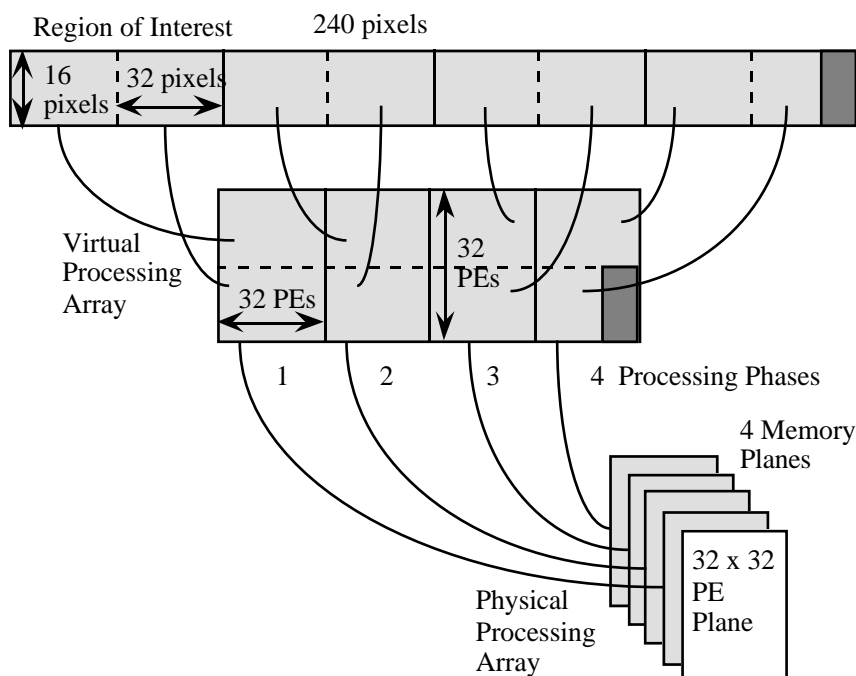 Region of Interest
240 pixels
16
pixels
32 pixels
Virtual
Processing
Array
32
PEs
32 PEs
1
2
3
4 Processing Phases
4 Memory
Planes
32 x 32
PE
Plane
Physical
Processing
Array